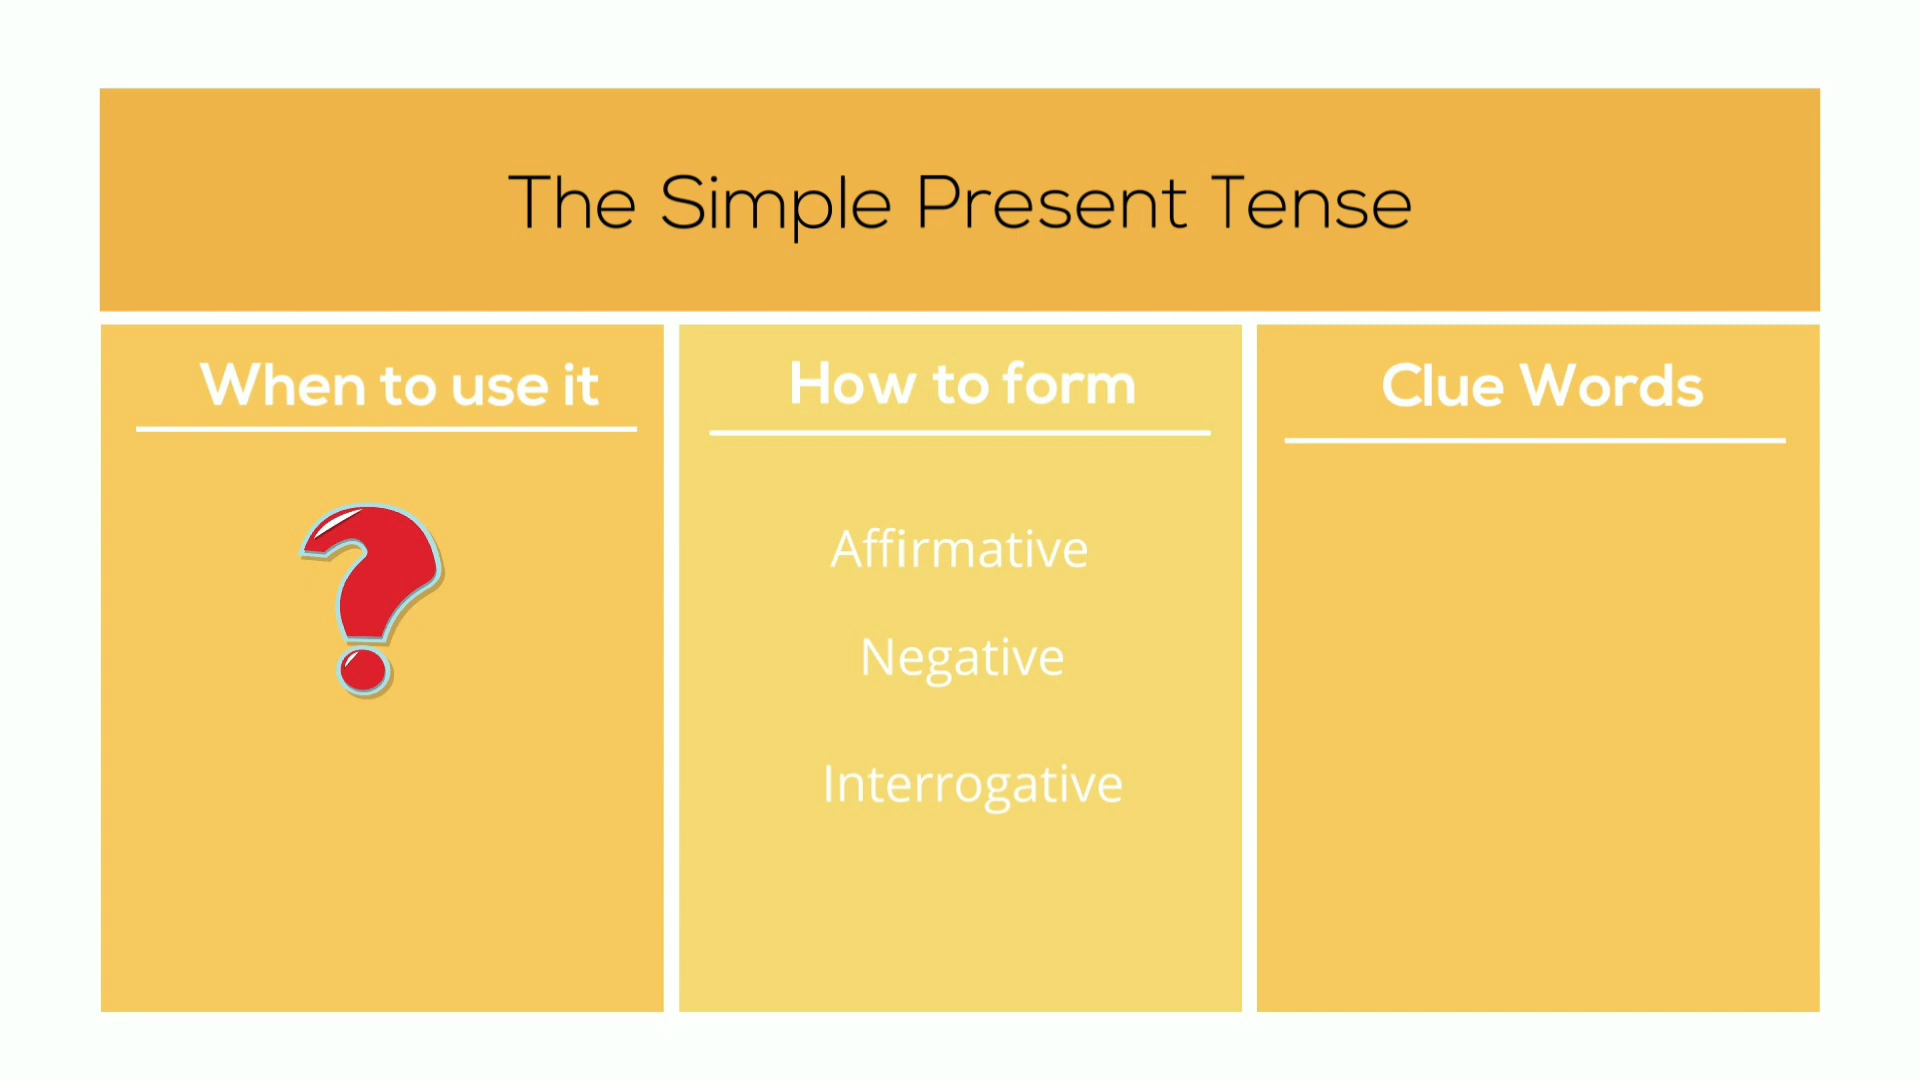 The Simple Present Tense
When to use it
How to form
Affirmative
Negative
Interrogative
Clue Words